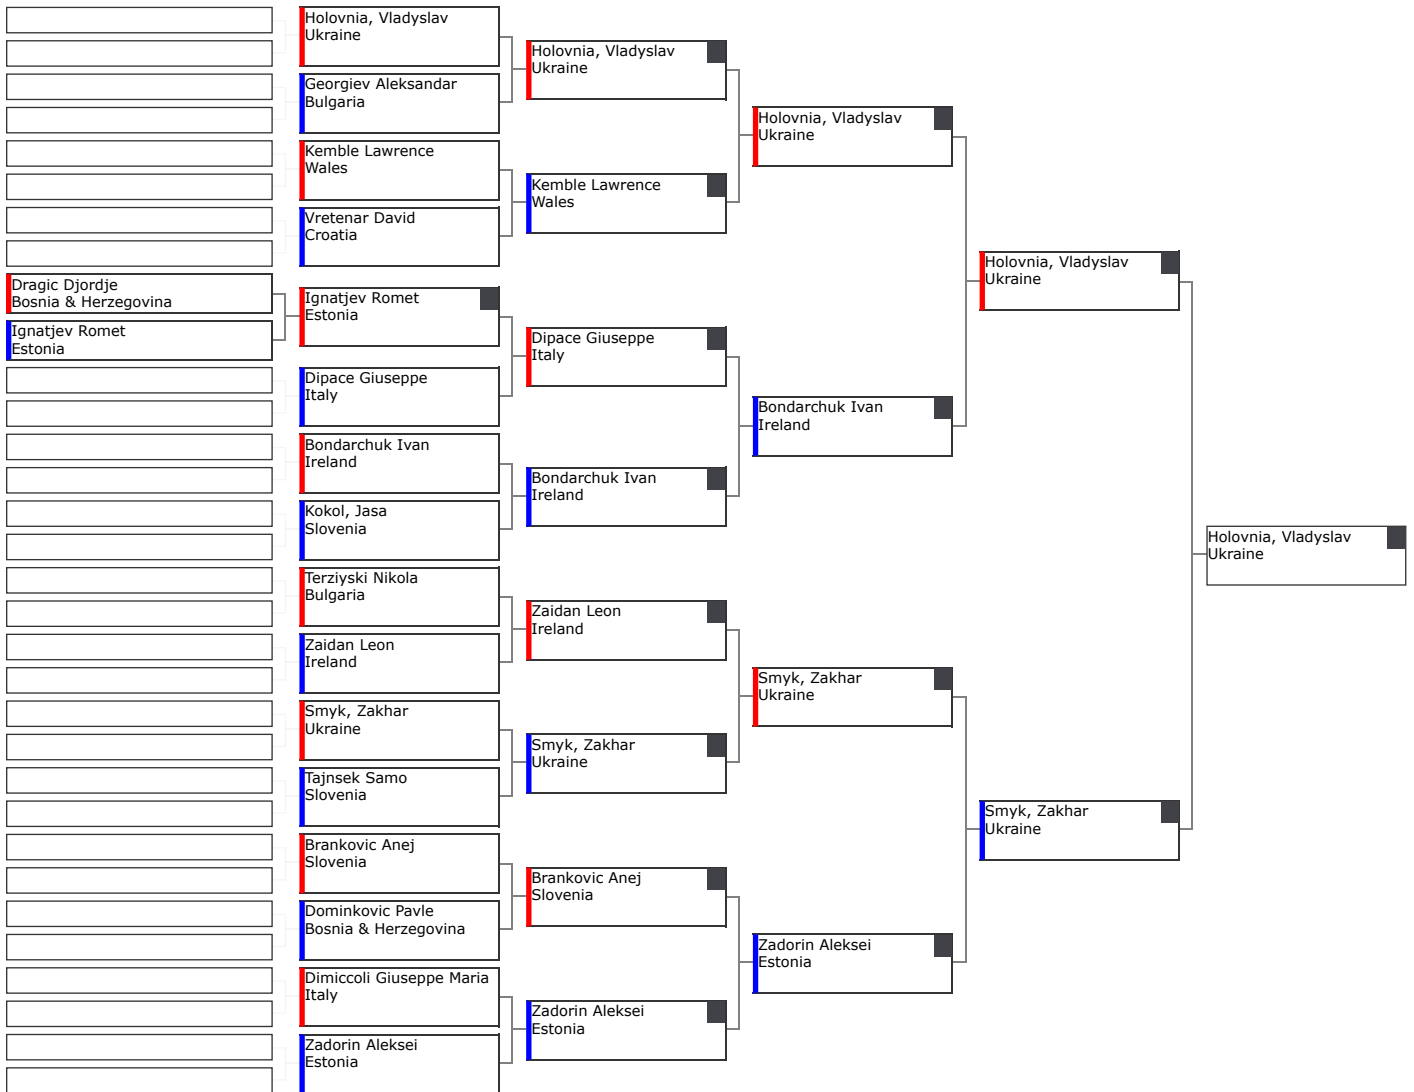 Dragic Djordje
Bosnia & Herzegovina
Ignatjev Romet
Estonia
Holovnia, Vladyslav
Ukraine
Georgiev Aleksandar
Bulgaria
Kemble Lawrence
Wales
Vretenar David
Croatia
Ignatjev Romet
Estonia
Dipace Giuseppe
Italy
Bondarchuk Ivan
Ireland
Kokol, Jasa
Slovenia
Terziyski Nikola
Bulgaria
Zaidan Leon
Ireland
Smyk, Zakhar
Ukraine
Tajnsek Samo
Slovenia
Brankovic Anej
Slovenia
Dominkovic Pavle
Bosnia & Herzegovina
Dimiccoli Giuseppe Maria
Italy
Zadorin Aleksei
Estonia
Holovnia, Vladyslav
Ukraine
Kemble Lawrence
Wales
Dipace Giuseppe
Italy
Bondarchuk Ivan
Ireland
Zaidan Leon
Ireland
Smyk, Zakhar
Ukraine
Brankovic Anej
Slovenia
Zadorin Aleksei
Estonia
Holovnia, Vladyslav
Ukraine
Bondarchuk Ivan
Ireland
Smyk, Zakhar
Ukraine
Zadorin Aleksei
Estonia
Holovnia, Vladyslav
Ukraine
Smyk, Zakhar
Ukraine
Holovnia, Vladyslav
Ukraine